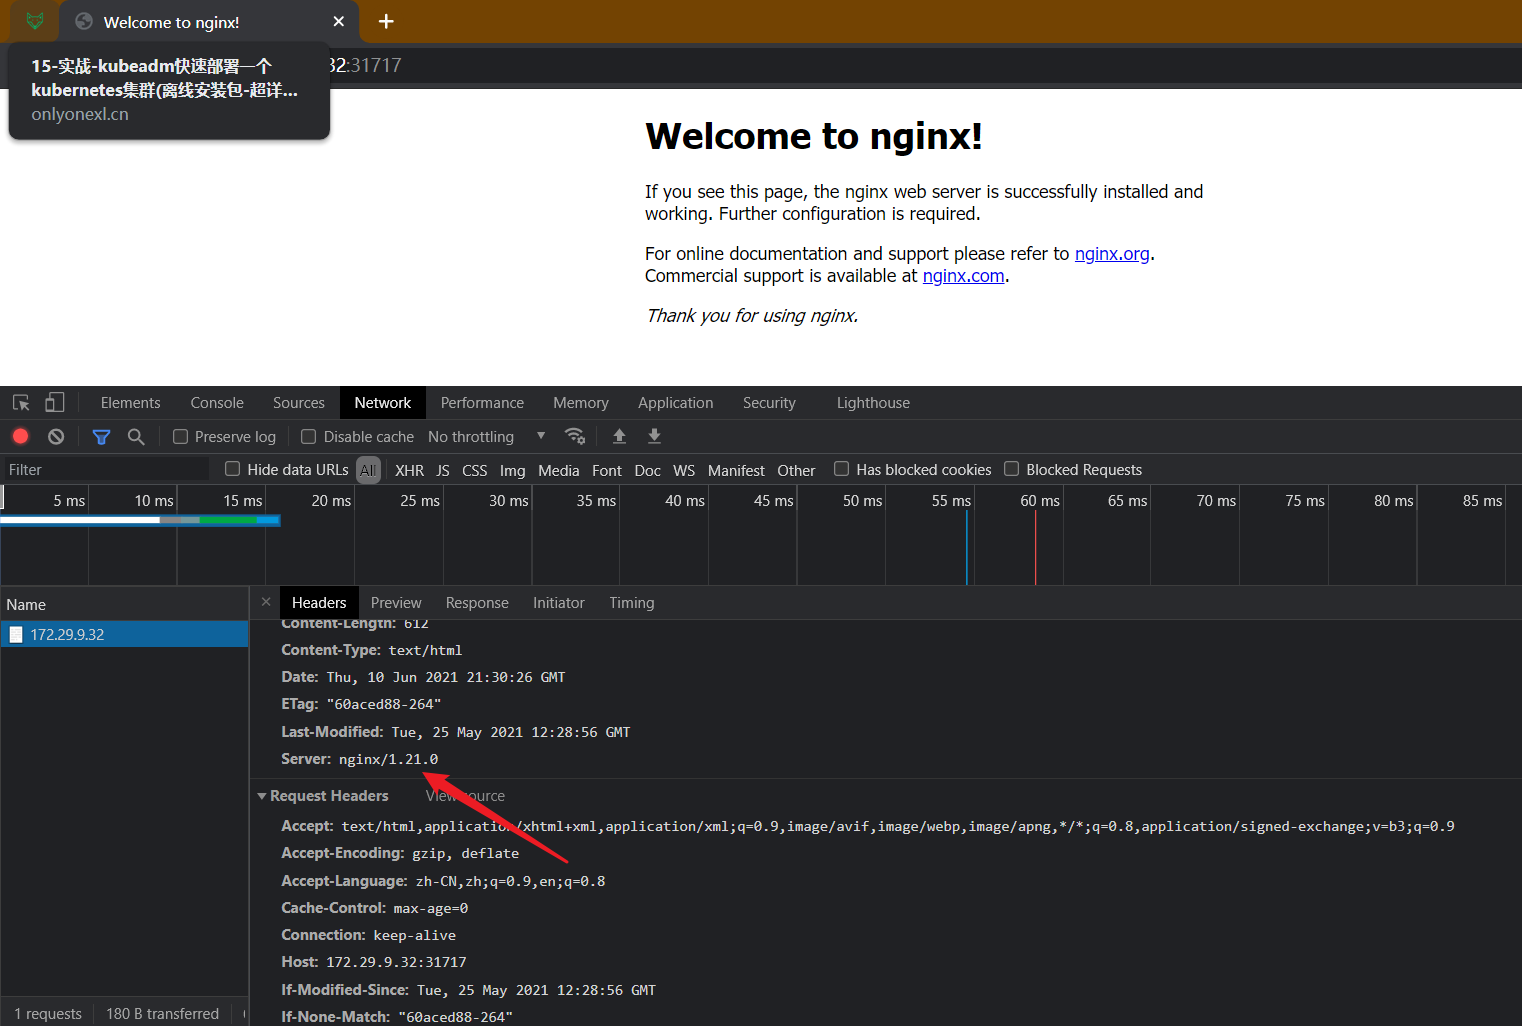 Welcome to nginx!
15-实战-kubeadm快速部署一个
kubernetes集群(离线安装包-超详...
onlyonexl.cn
32:31717
Welcome to nginx!
If you see this page, the nginx web server is successfully installed and
working. Further configuration is required.
For online documentation and support please refer to nginx.org.
Commercial support is available at nginx.com.
Thank you for using nginx.
Elements Console Sources Network Performance Memory Application Security Lighthouse
Preserve log Disable cache No throttling
Filter Hide data URLs All XHR JS CSS Img Media Font Doc WS Manifest Other Has blocked cookies Blocked Requests
5 ms 10 ms 15 ms 20 ms 25 ms 30 ms 35 ms 40 ms 45 ms 50 ms 55 ms 60 ms 65 ms 70 ms 75 ms 80 ms 85 ms
Name
Headers Preview Response Initiator Timing
172.29.9.32
Content-Length: 612
Content-Type: text/html
Date: Thu, 10 Jun 2021 21:30:26 GMT
ETag: "60aced88-264"
Last-Modified: Tue, 25 May 2021 12:28:56 GMT
Server: nginx/1.21.0
Request Headers View source
Accept: text/html,application/xhtml+xml,application/xml;q=0.9,image/avif,image/webp,image/apng,*/*;q=0.8,application/signed-exchange;v=b3;q=0.9
Accept-Encoding: gzip, deflate
Accept-Language: zh-CN,zh;q=0.9,en;q=0.8
Cache-Control: max-age=0
Connection: keep-alive
Host: 172.29.9.32:31717
If-Modified-Since: Tue, 25 May 2021 12:28:56 GMT
If-None-Match: "60aced88-264"
1 requests 180 B transferred